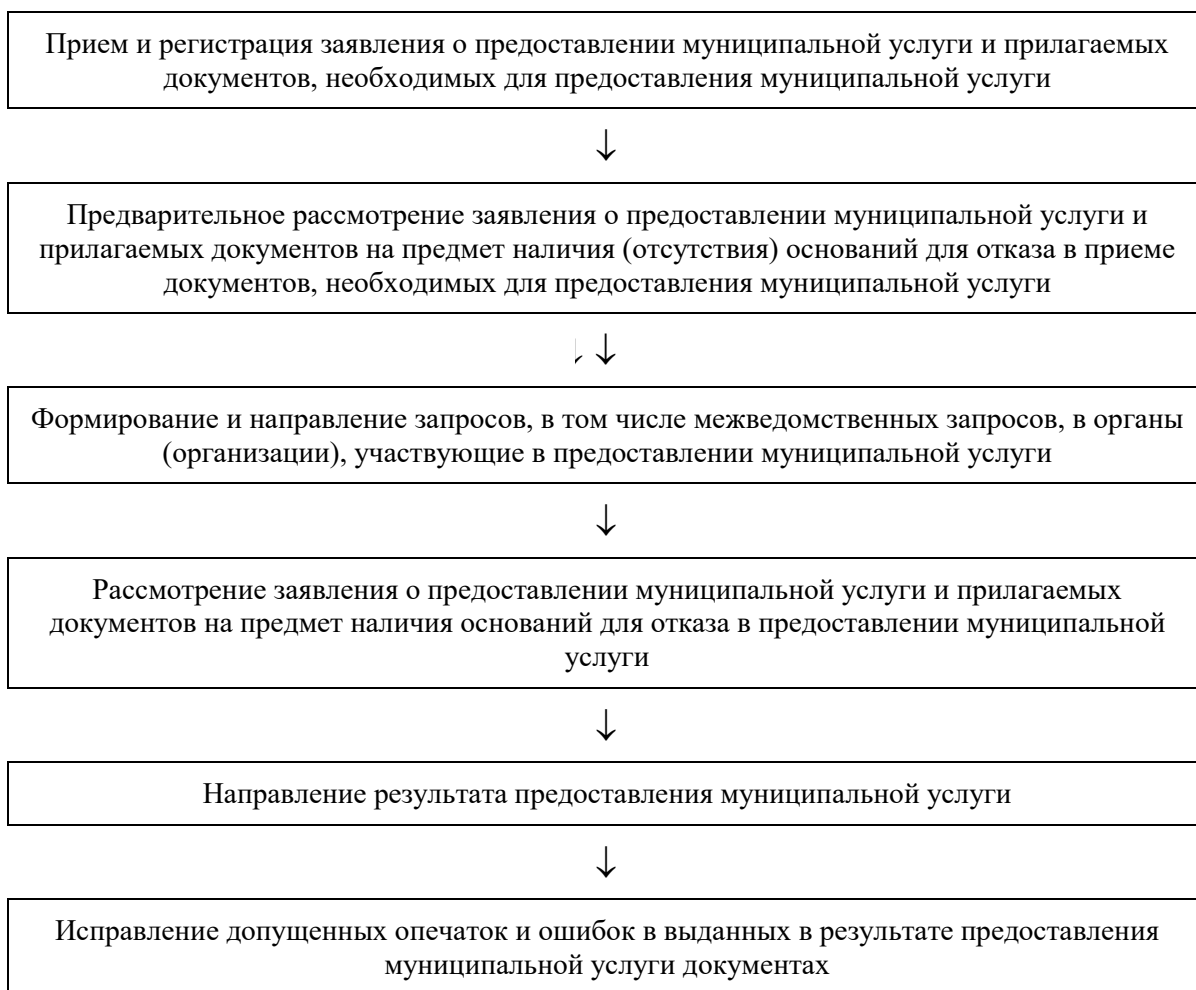 Прием и регистрация заявления о предоставлении муниципальной услуги и прилагаемых
документов, необходимых для предоставления муниципальной услуги
↓
Предварительное рассмотрение заявления о предоставлении муниципальной услуги и
прилагаемых документов на предмет наличия (отсутствия) оснований для отказа в приеме
документов, необходимых для предоставления муниципальной услуги
↓
Формирование и направление запросов, в том числе межведомственных запросов, в органы
(организации), участвующие в предоставлении муниципальной услуги
↓
Рассмотрение заявления о предоставлении муниципальной услуги и прилагаемых
документов на предмет наличия оснований для отказа в предоставлении муниципальной
услуги
↓
Направление результата предоставления муниципальной услуги
↓
Исправление допущенных опечаток и ошибок в выданных в результате предоставления
муниципальной услуги документах